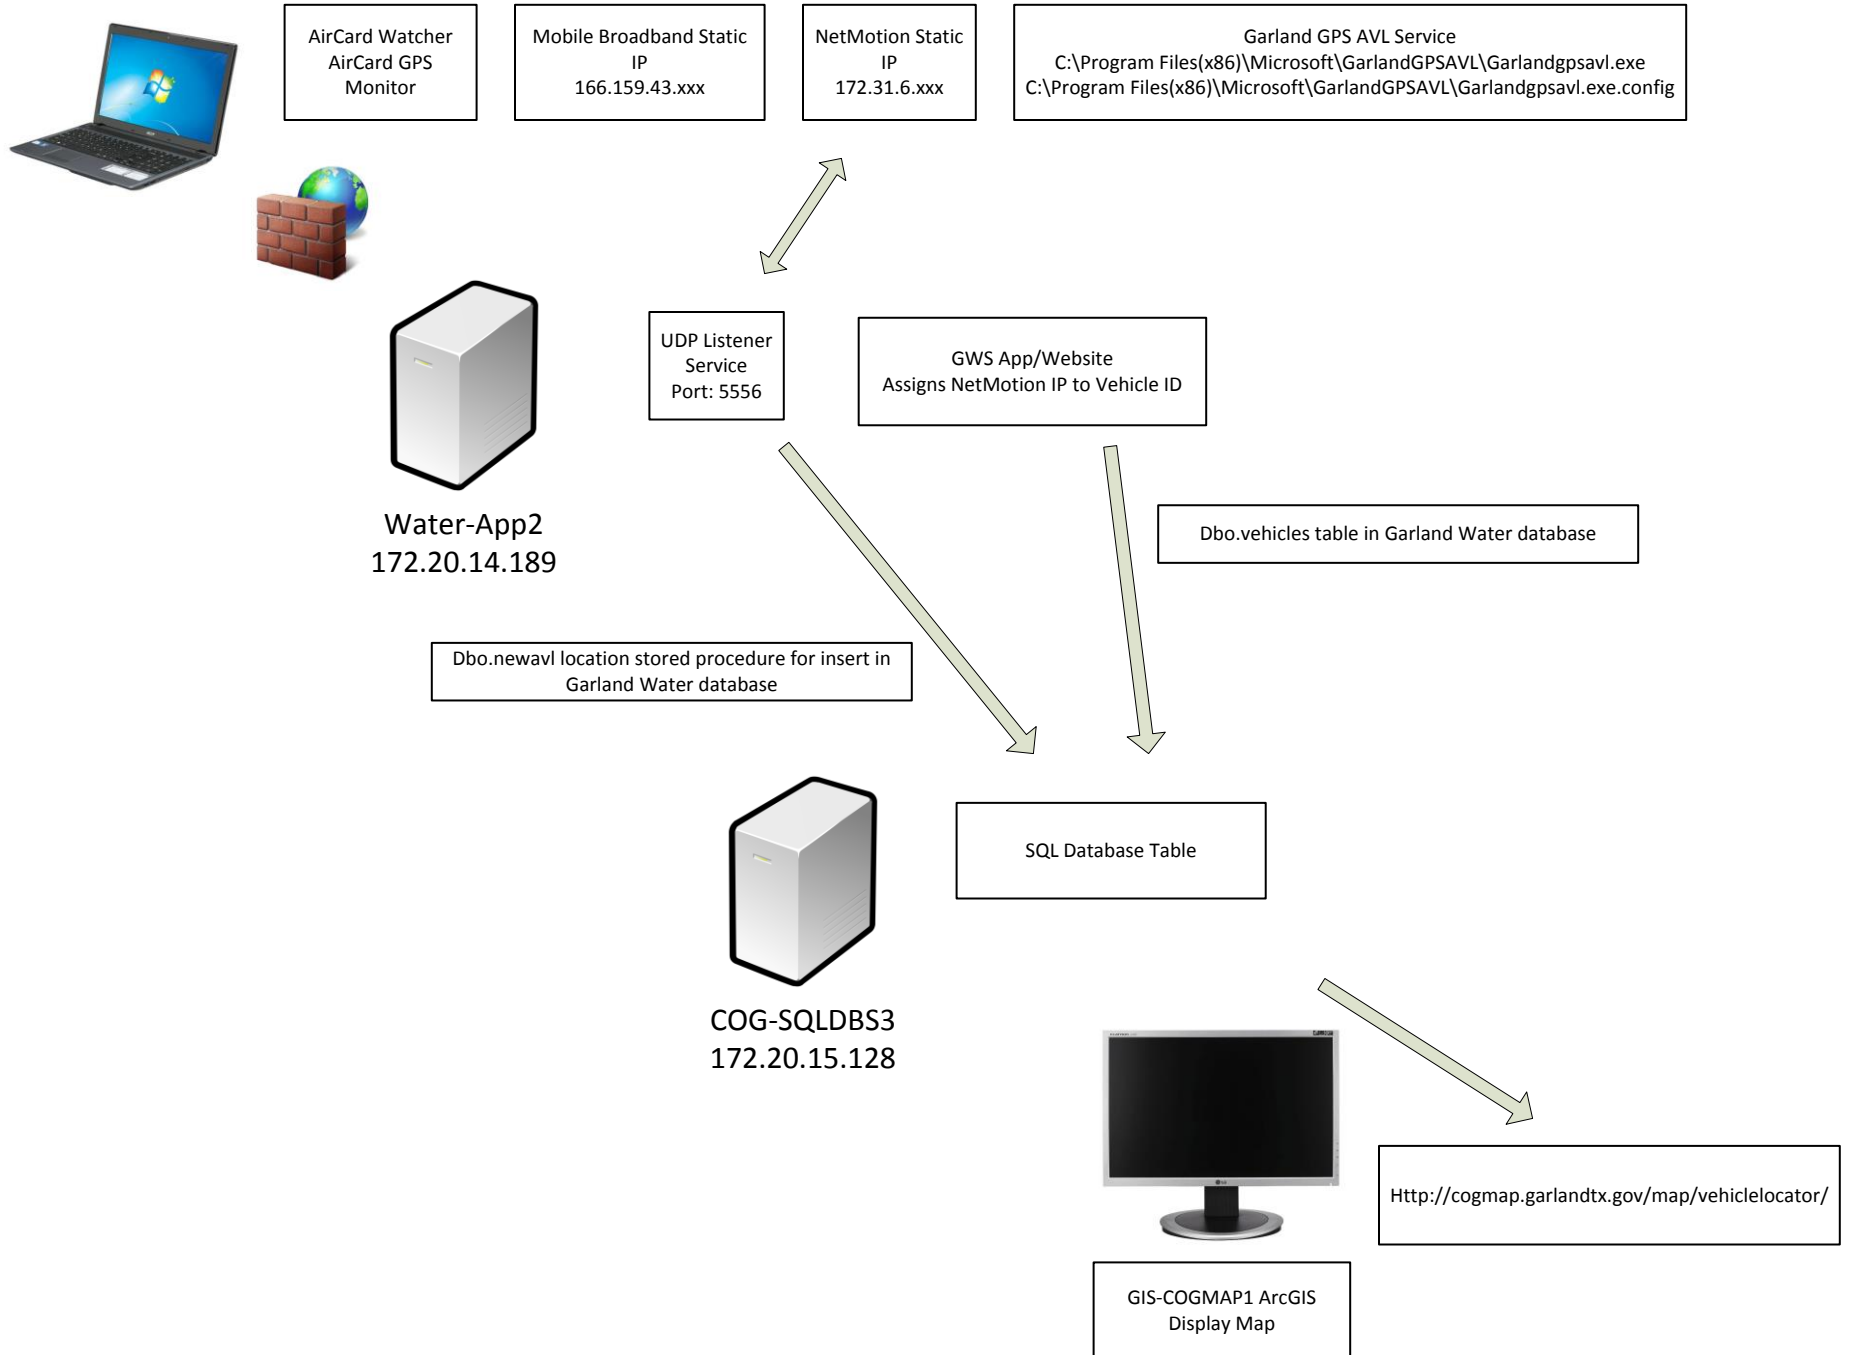 AirCard Watcher
AirCard GPS
Monitor
Mobile Broadband Static
IP
166.159.43.xxx
NetMotion Static
IP
172.31.6.xxx
Garland GPS AVL Service
C:\Program Files(x86)\Microsoft\GarlandGPSAVL\Garlandgpsavl.exe
C:\Program Files(x86)\Microsoft\GarlandGPSAVL\Garlandgpsavl.exe.config
UDP Listener
Service
Port: 5556
GWS App/Website
Assigns NetMotion IP to Vehicle ID
Water-App2
172.20.14.189
Dbo.vehicles table in Garland Water database
Dbo.newavl location stored procedure for insert in
Garland Water database
SQL Database Table
COG-SQLDBS3
172.20.15.128
Http://cogmap.garlandtx.gov/map/vehiclelocator/
GIS-COGMAP1 ArcGIS
Display Map